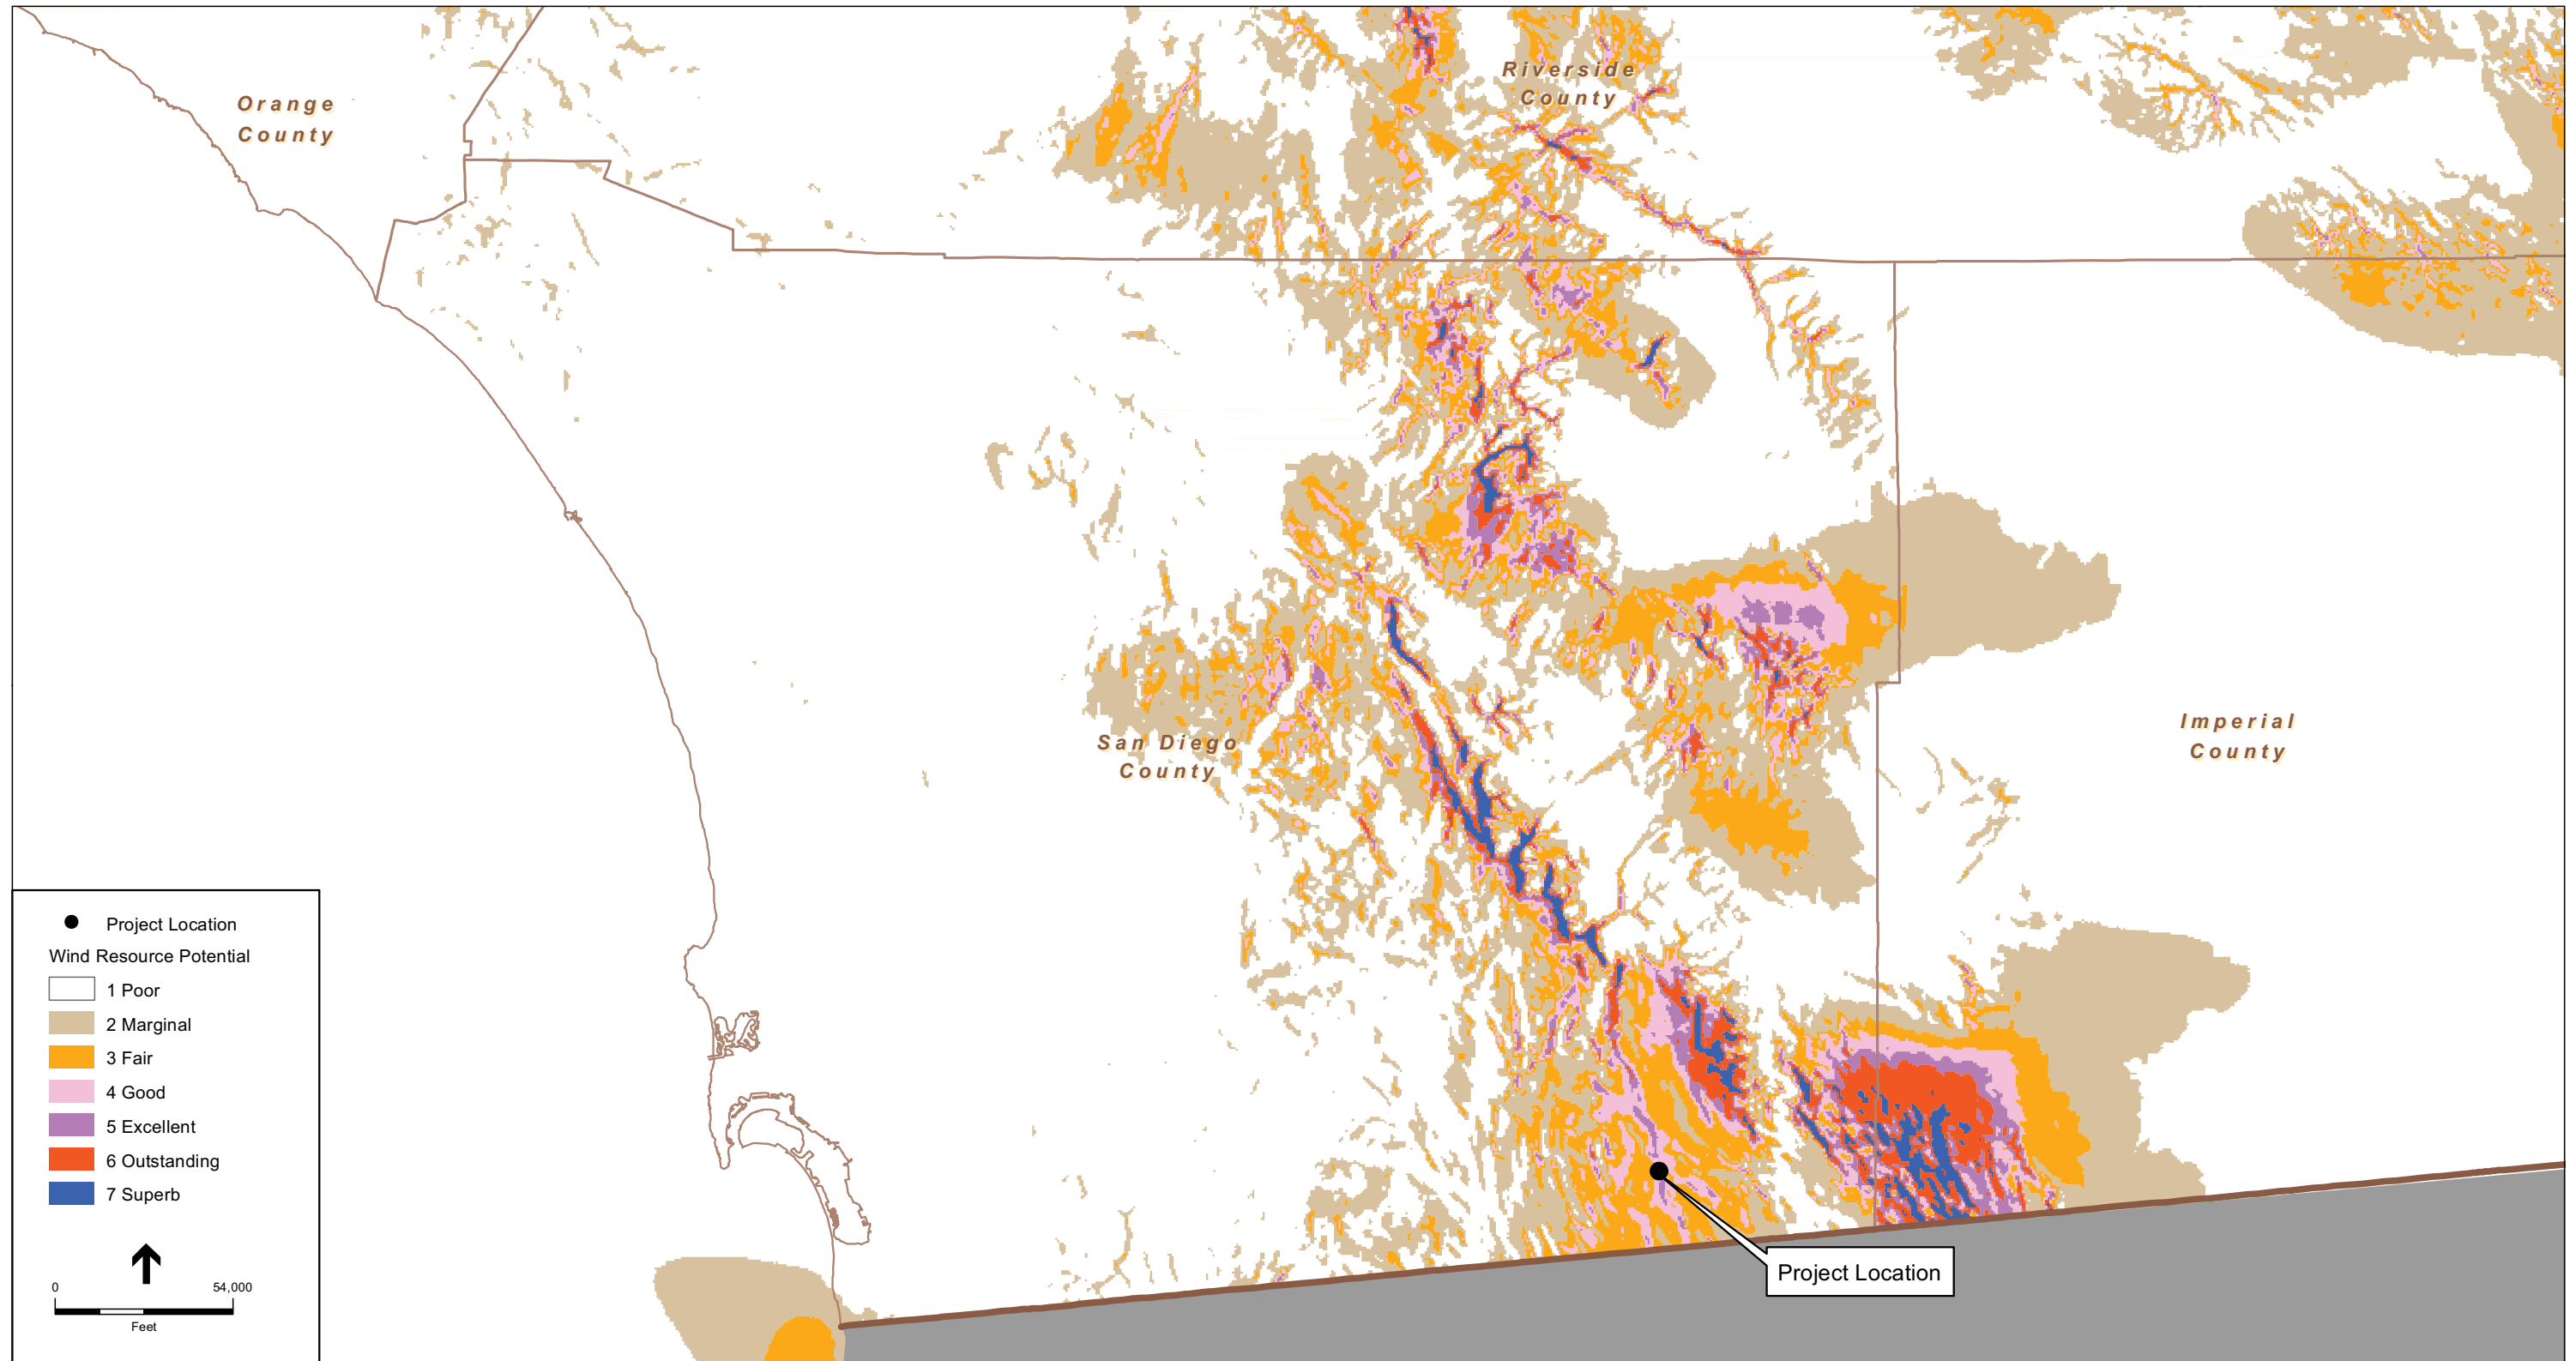 Orange
County
Riverside
County
San Diego
County
Imperial
County
Project Location
Wind Resource Potential
1 Poor
2 Marginal
3 Fair
4 Good
5 Excellent
6 Outstanding
7 Superb
0 54,000
Feet
Project Location